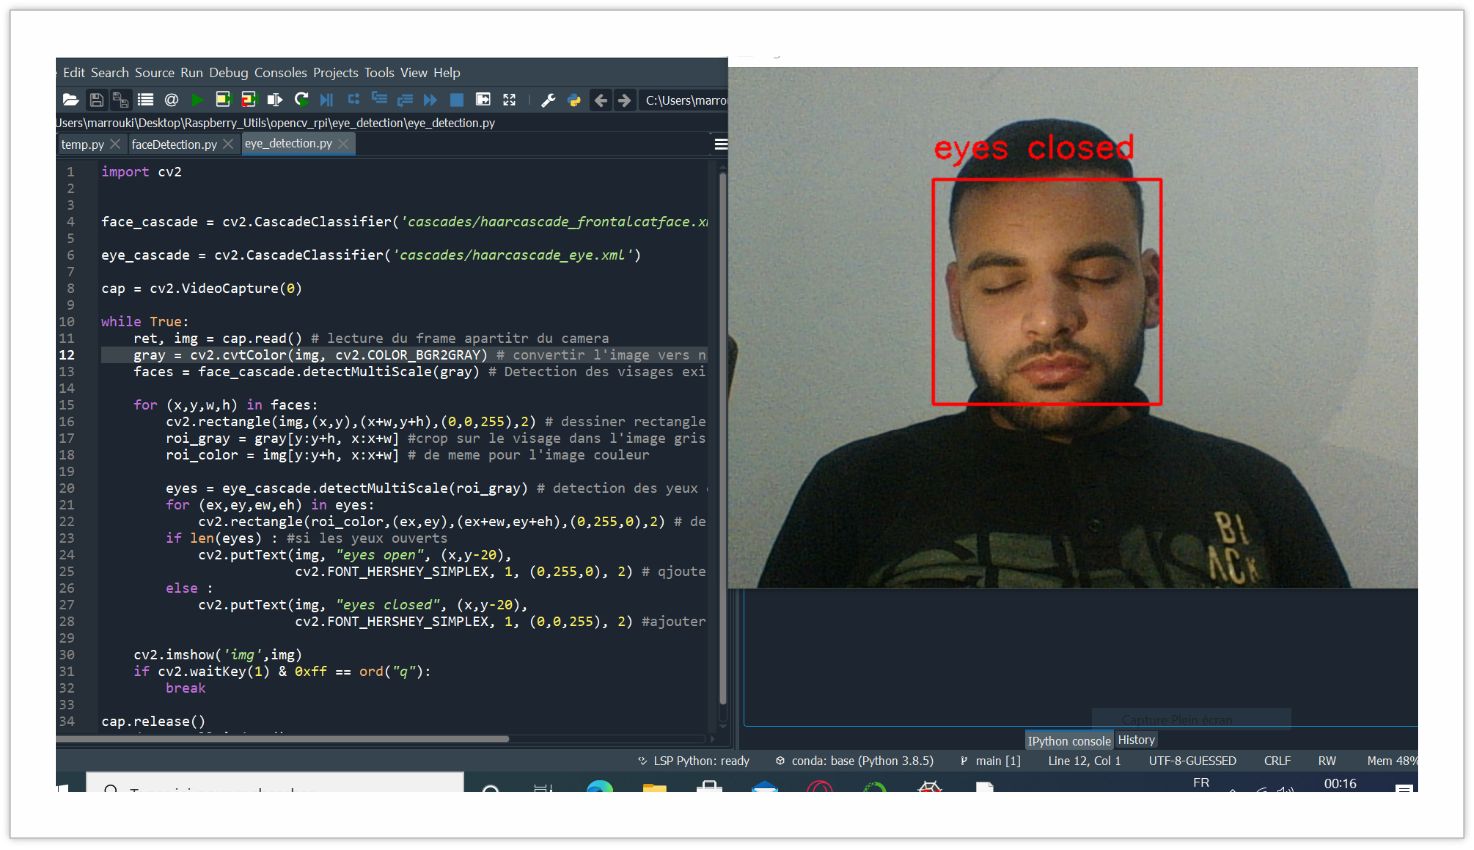 Edit Search Source Run Debug Consoles Projects Tools View Help
C:\Users\marrou
Users\marrouki\Desktop\Raspberry_Utils\opencv_rpi\eye_detection\eye_detection.py
temp.py faceDetection.py eye_detection.py
1 import cv2
2
3
4 face_cascade = cv2.CascadeClassifier('cascades/haarcascade_frontalcatface.x
5
6 eye_cascade = cv2.CascadeClassifier('cascades/haarcascade_eye.xml')
7
8 cap = cv2.VideoCapture(0)
9
10 while True:
11 ret, img = cap.read() # lecture du frame apartitr du camera
12 gray = cv2.cvtColor(img, cv2.COLOR_BGR2GRAY) # convertir l'image vers n
13 faces = face_cascade.detectMultiScale(gray) # Detection des visages exi
14
15 for (x,y,w,h) in faces:
16 cv2.rectangle(img,(x,y),(x+w,y+h),(0,0,255),2) # dessiner rectangle
17 roi_gray = gray[y:y+h, x:x+w] #crop sur le visage dans l'image gris
18 roi_color = img[y:y+h, x:x+w] # de meme pour l'image couleur
19
20 eyes = eye_cascade.detectMultiScale(roi_gray) # detection des yeux
21 for (ex,ey,ew,eh) in eyes:
22 cv2.rectangle(roi_color,(ex,ey),(ex+ew,ey+eh),(0,255,0),2) # de
23 if len(eyes) : #si les yeux ouverts
24 cv2.putText(img, "eyes open", (x,y-20),
25 cv2.FONT_HERSHEY_SIMPLEX, 1, (0,255,0), 2) # qjoute
26 else :
27 cv2.putText(img, "eyes closed", (x,y-20),
28 cv2.FONT_HERSHEY_SIMPLEX, 1, (0,0,255), 2) #ajouter
29
30 cv2.imshow('img',img)
31 if cv2.waitKey(1) & 0xff == ord("q"):
32 break
33
34 cap.release()
eyes closed
BL
ACK
Capture Plein écran
IPython console History
LSP Python: ready conda: base (Python 3.8.5) main [1] Line 12, Col 1 UTF-8-GUESSED CRLF RW Mem 48%
FR 00:16